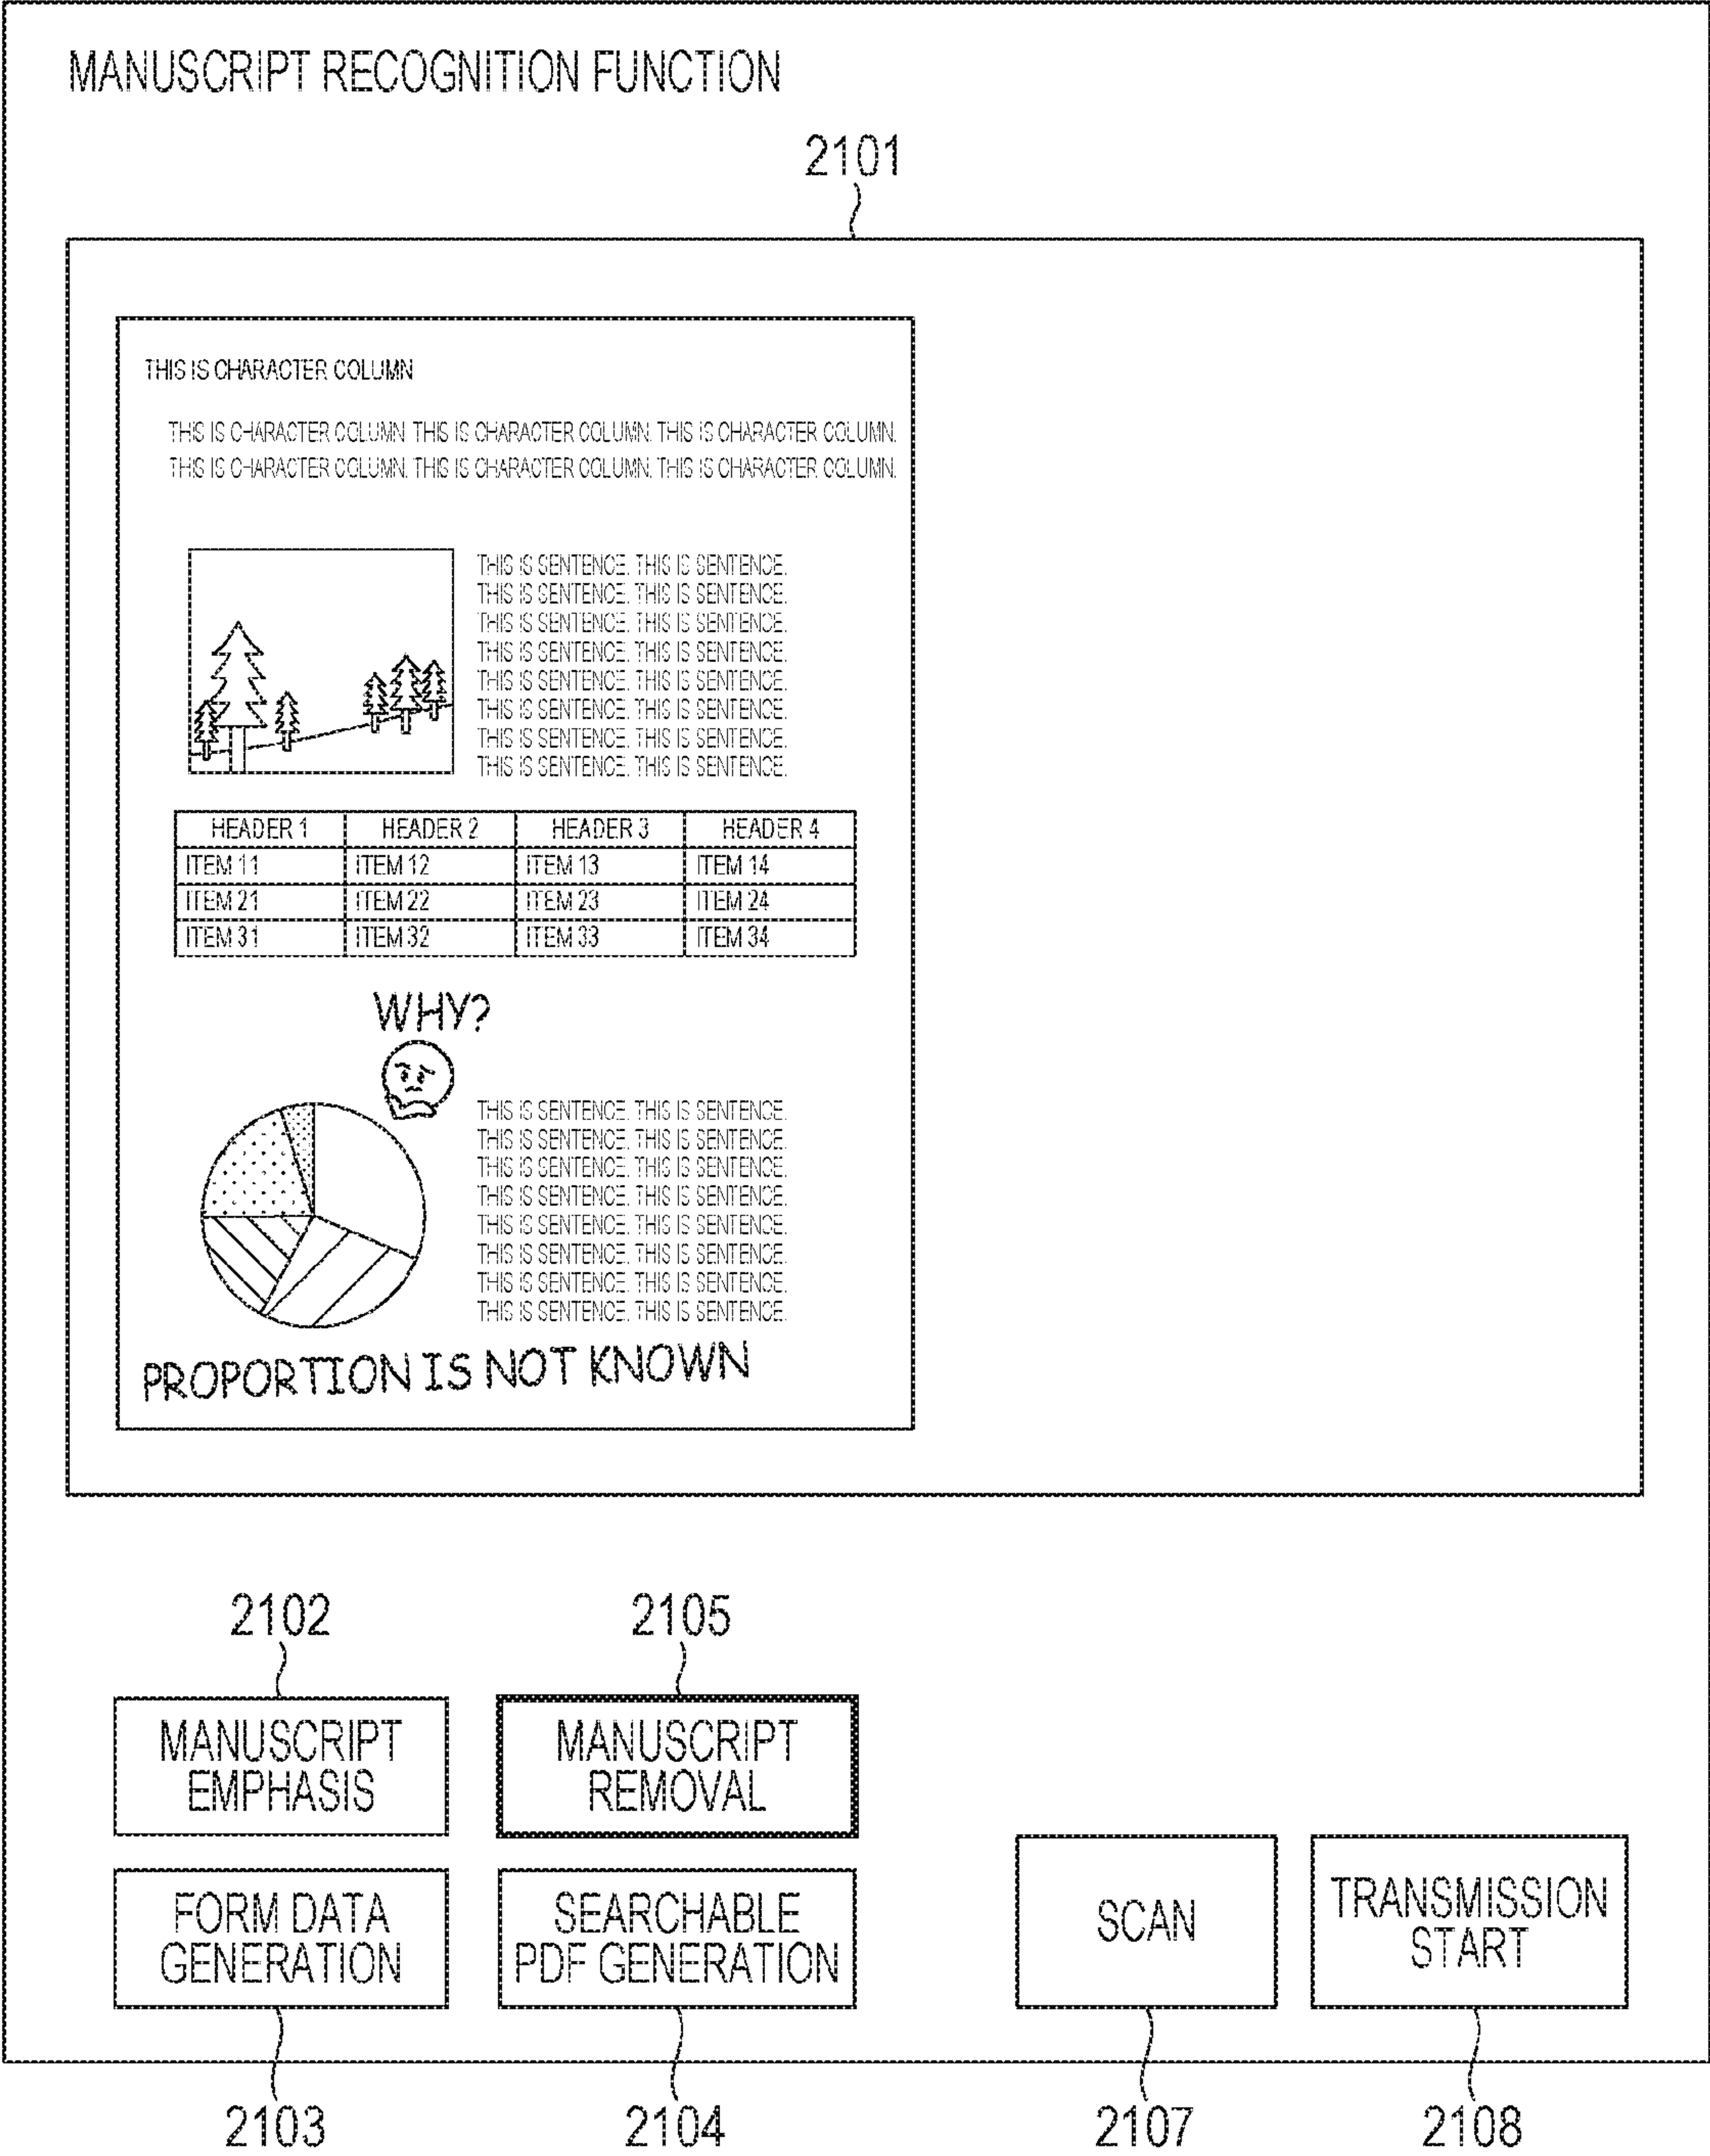 MANUSCRIPT RECOGNITION FUNCTION
2101
THIS IS CHARACTER COLUMN
THIS IS CHARACTER COLUMN. THIS IS CHARACTER COLUMN. THIS IS CHARACTER COLUMN.
THIS IS CHARACTER COLUMN. THIS IS CHARACTER COLUMN. THIS IS CHARACTER COLUMN.
THIS IS SENTENCE. THIS IS SENTENCE.
THIS IS SENTENCE. THIS IS SENTENCE.
THIS IS SENTENCE. THIS IS SENTENCE.
THIS IS SENTENCE. THIS IS SENTENCE.
THIS IS SENTENCE. THIS IS SENTENCE.
THIS IS SENTENCE. THIS IS SENTENCE.
THIS IS SENTENCE. THIS IS SENTENCE.
THIS IS SENTENCE. THIS IS SENTENCE.
HEADER 1 HEADER 2 HEADER 3 HEADER 4
ITEM 11 ITEM 12 ITEM 13 ITEM 14
ITEM 21 ITEM 22 ITEM 23 ITEM 24
ITEM 31 ITEM 32 ITEM 33 ITEM 34
WHY?
THIS IS SENTENCE. THIS IS SENTENCE.
THIS IS SENTENCE. THIS IS SENTENCE.
THIS IS SENTENCE. THIS IS SENTENCE.
THIS IS SENTENCE. THIS IS SENTENCE.
THIS IS SENTENCE. THIS IS SENTENCE.
THIS IS SENTENCE. THIS IS SENTENCE.
THIS IS SENTENCE. THIS IS SENTENCE.
THIS IS SENTENCE. THIS IS SENTENCE.
PROPORTION IS NOT KNOWN
2102
2105
MANUSCRIPT
EMPHASIS
MANUSCRIPT
REMOVAL
FORM DATA
GENERATION
SEARCHABLE
PDF GENERATION
SCAN
TRANSMISSION
START
2103
2104
2107
2108